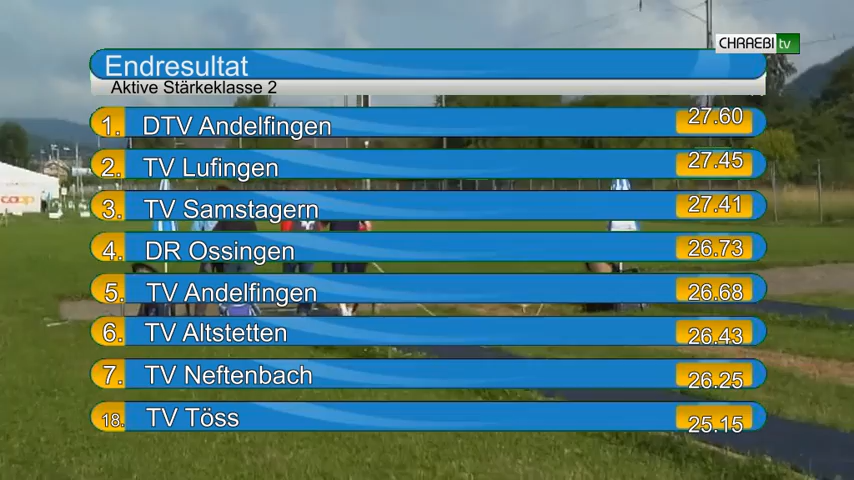 CHRAEBI tv
Endresultat
Aktive Stärkeklasse 2
1. DTV Andelfingen 27.60
2. TV Lufingen 27.45
3. TV Samstagern 27.41
4. DR Ossingen 26.73
5. TV Andelfingen 26.68
6. TV Altstetten 26.43
7. TV Neftenbach 26.25
18. TV Töss 25.15
coop